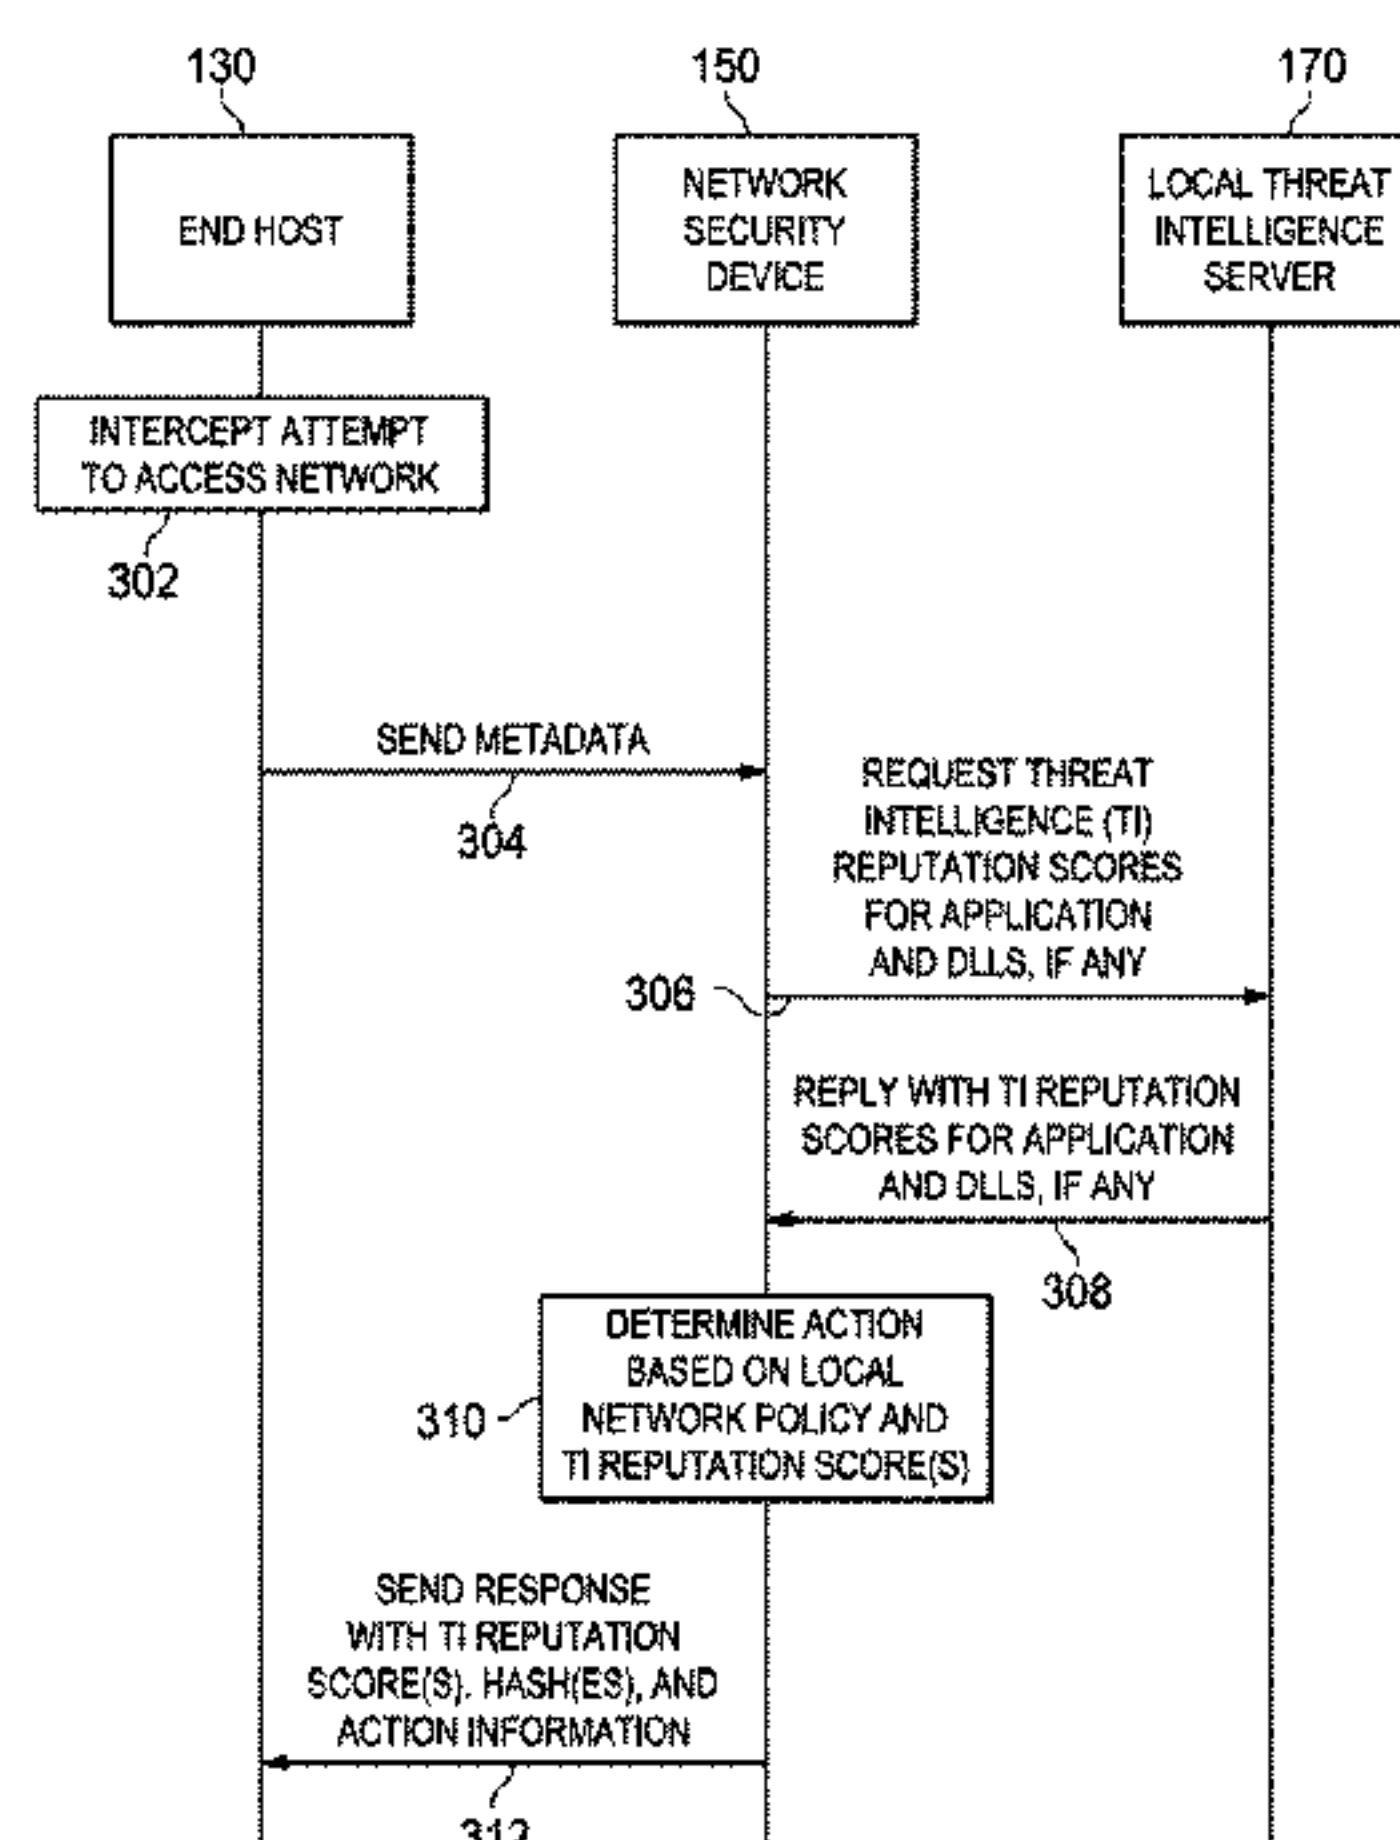 130
150
170
END HOST
NETWORK
SECURITY
DEVICE
LOCAL THREAT
INTELLIGENCE
SERVER
INTERCEPT ATTEMPT
TO ACCESS NETWORK
302
SEND METADATA
304
REQUEST THREAT
INTELLIGENCE (TI)
REPUTATION SCORES
FOR APPLICATION
AND DLLS, IF ANY
306
REPLY WITH TI REPUTATION
SCORES FOR APPLICATION
AND DLLS, IF ANY
308
DETERMINE ACTION
BASED ON LOCAL
NETWORK POLICY AND
TI REPUTATION SCORE(S)
310
SEND RESPONSE
WITH TI REPUTATION
SCORE(S), HASH(ES), AND
ACTION INFORMATION
312